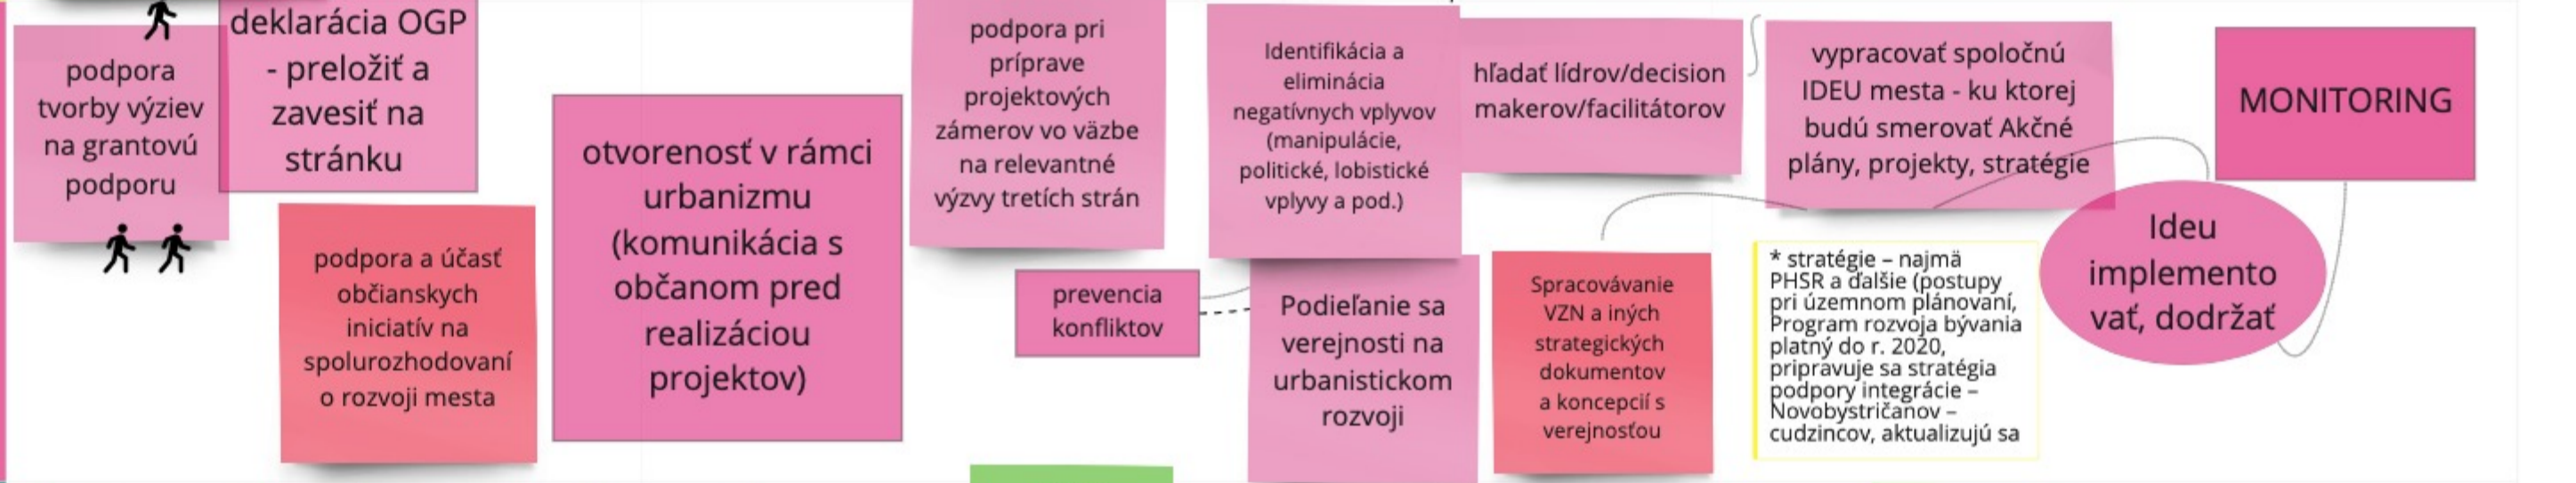 podpora
tvorby výziev
na grantovú
podporu
deklarácia OGP
- preložiť a
zavesiť na
stránku
podpora a účasť
občianskych
iniciatív na
spolurozhodovaní
o rozvoji mesta
otvorenosť v rámci
urbanizmu
(komunikácia s
občanom pred
realizáciou
projektov)
podpora pri
príprave
projektových
zámerov vo väzbe
na relevantné
výzvy tretích strán
prevencia
konfliktov
Identifikácia a
eliminácia
negatívnych vplyvov
(manipulácie,
politické, lobistické
vplyvy a pod.)
Podieľanie sa
verejnosti na
urbanistickom
rozvoji
hľadať lídrov/decision
makerov/facilitátorov
Spracovávanie
VZN a iných
strategických
dokumentov
a koncepcií s
verejnosťou
vypracovať spoločnú
IDEU mesta - ku ktorej
budú smerovať Akčné
plány, projekty, stratégie
* stratégie – najmä
PHSR a ďalšie (postupy
pri územnom plánovaní,
Program rozvoja bývania
platný do r. 2020,
pripravuje sa stratégia
podpory integrácie –
Novobystričanov –
cudzincov, aktualizujú sa
Ideu
implemento
vať, dodržať
MONITORING